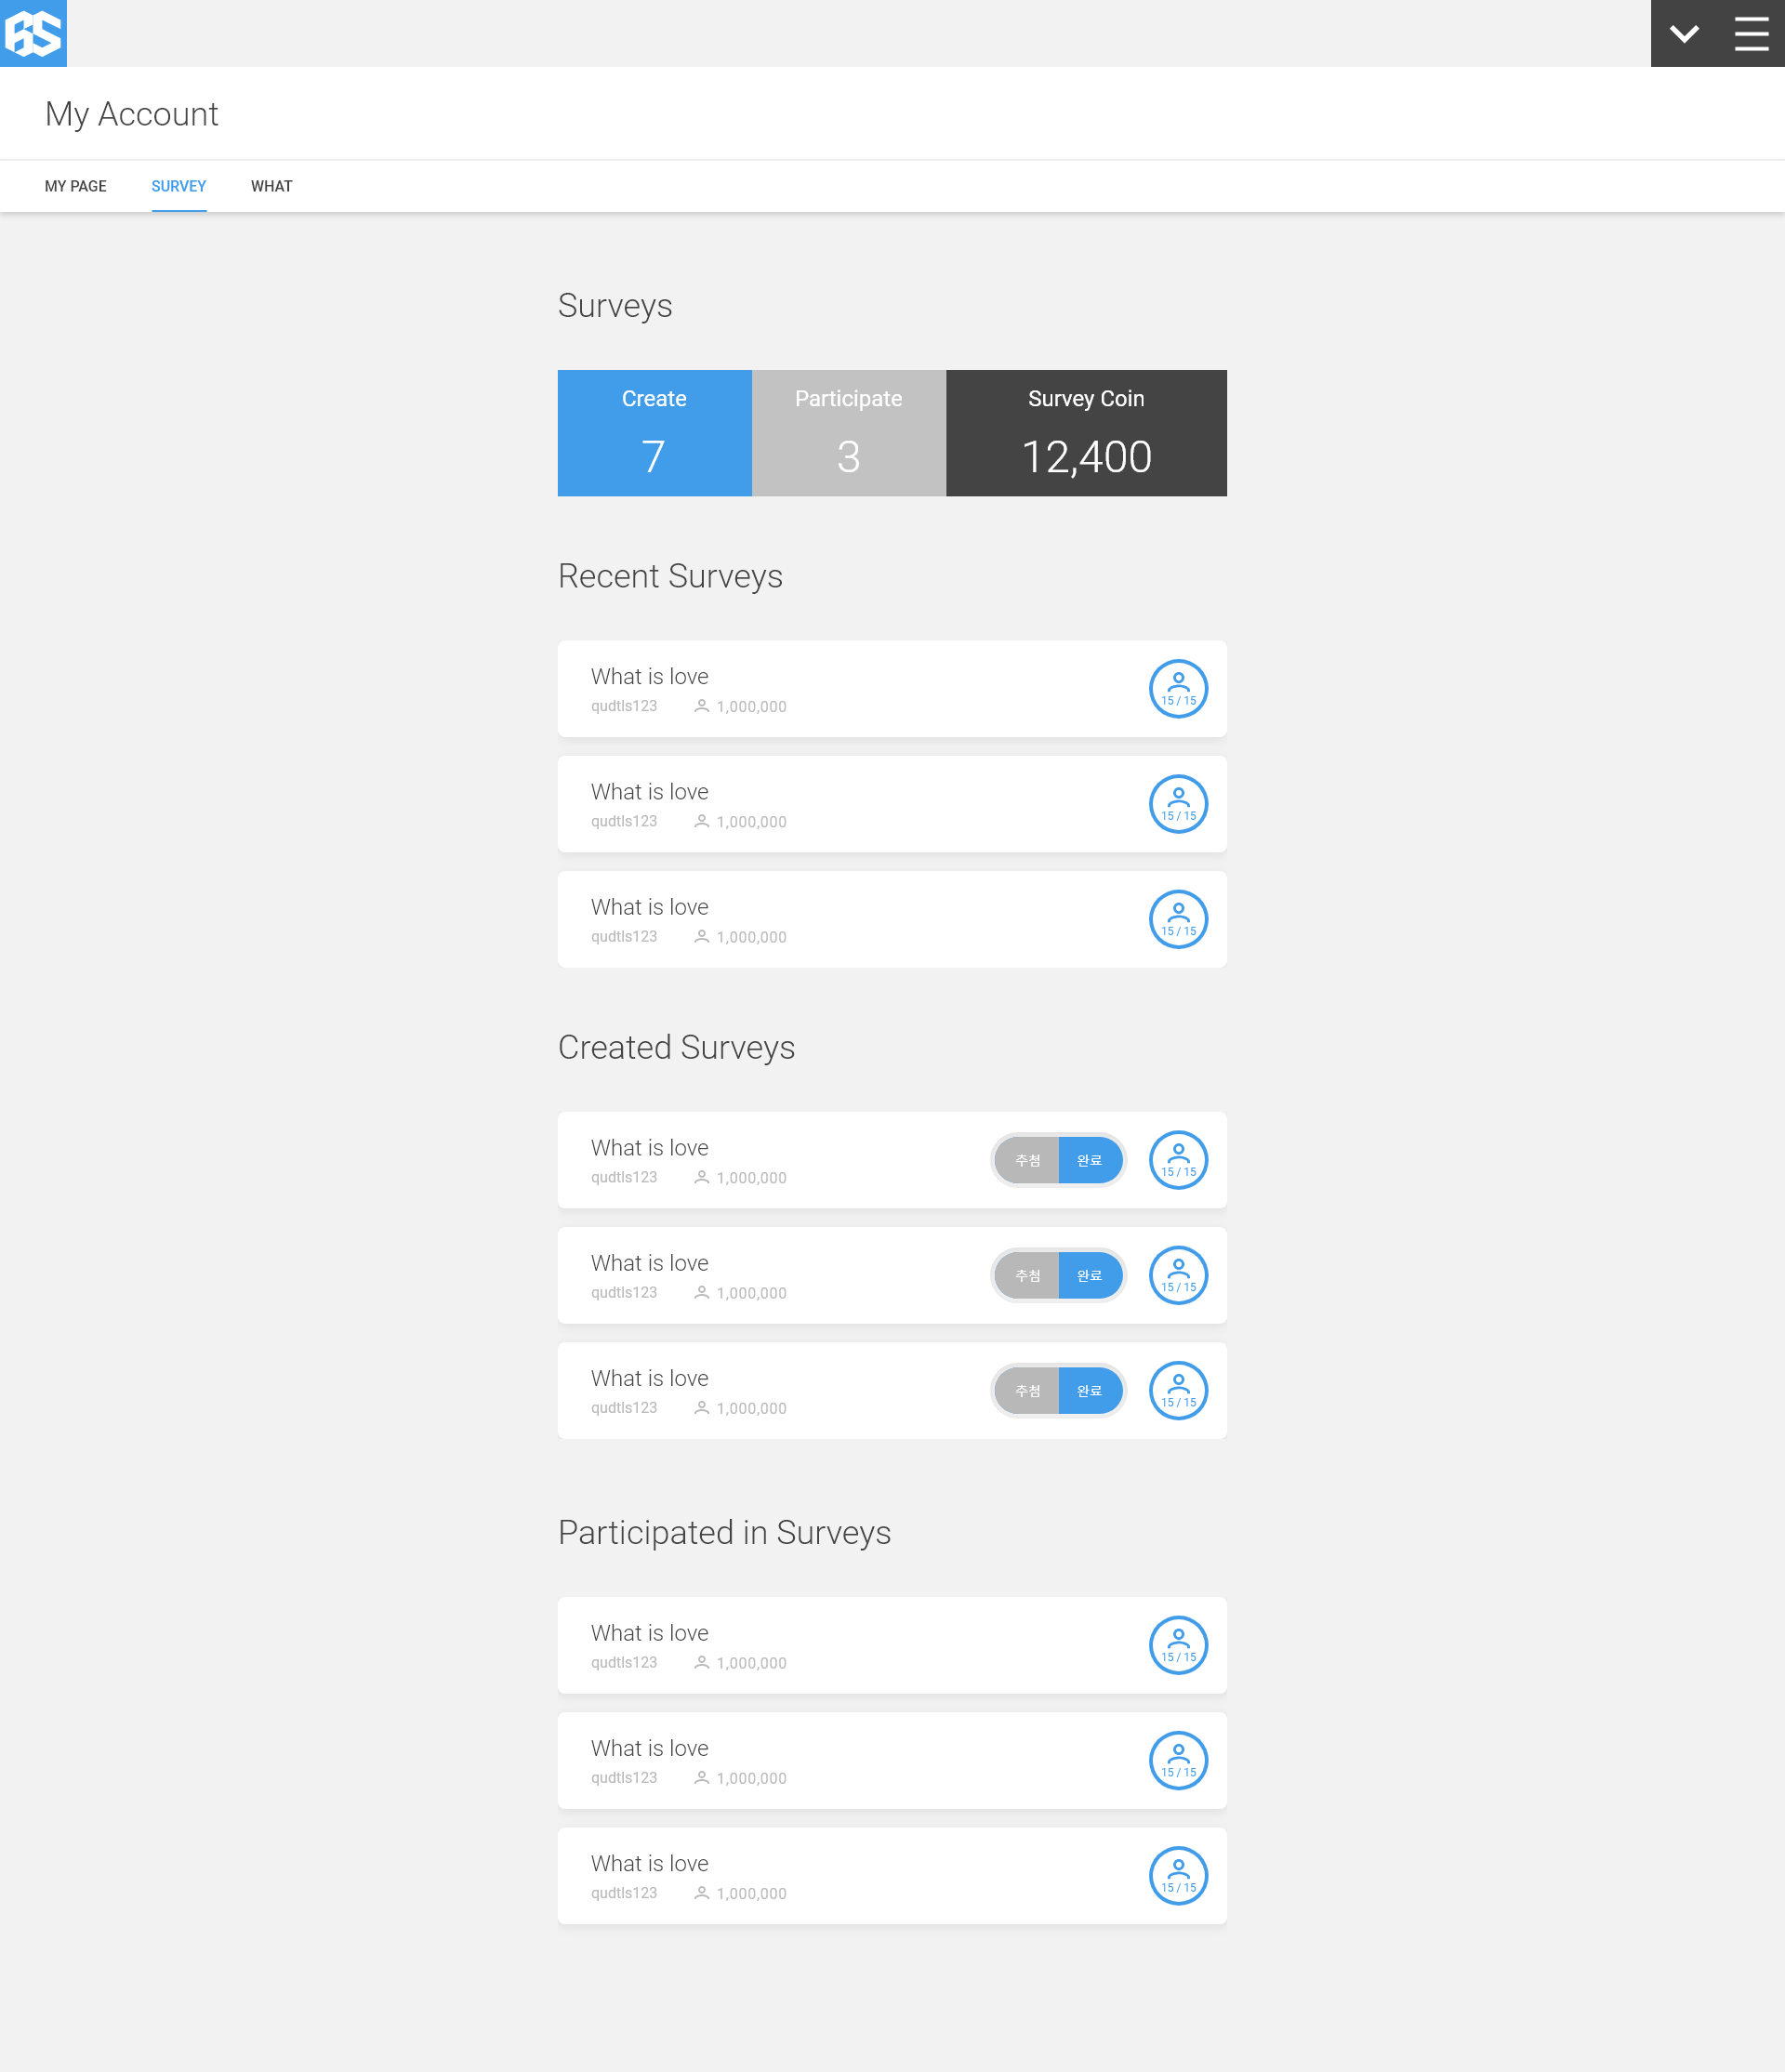 BS
My Account
MY PAGE SURVEY WHAT
Surveys
Create Participate Survey Coin
7 3 12,400
Recent Surveys
What is love
qudtls123 1,000,000
15 / 15
What is love
qudtls123 1,000,000
15 / 15
What is love
qudtls123 1,000,000
15 / 15
Created Surveys
What is love
qudtls123 1,000,000
추첨 완료
15 / 15
What is love
qudtls123 1,000,000
추첨 완료
15 / 15
What is love
qudtls123 1,000,000
추첨 완료
15 / 15
Participated in Surveys
What is love
qudtls123 1,000,000
15 / 15
What is love
qudtls123 1,000,000
15 / 15
What is love
qudtls123 1,000,000
15 / 15